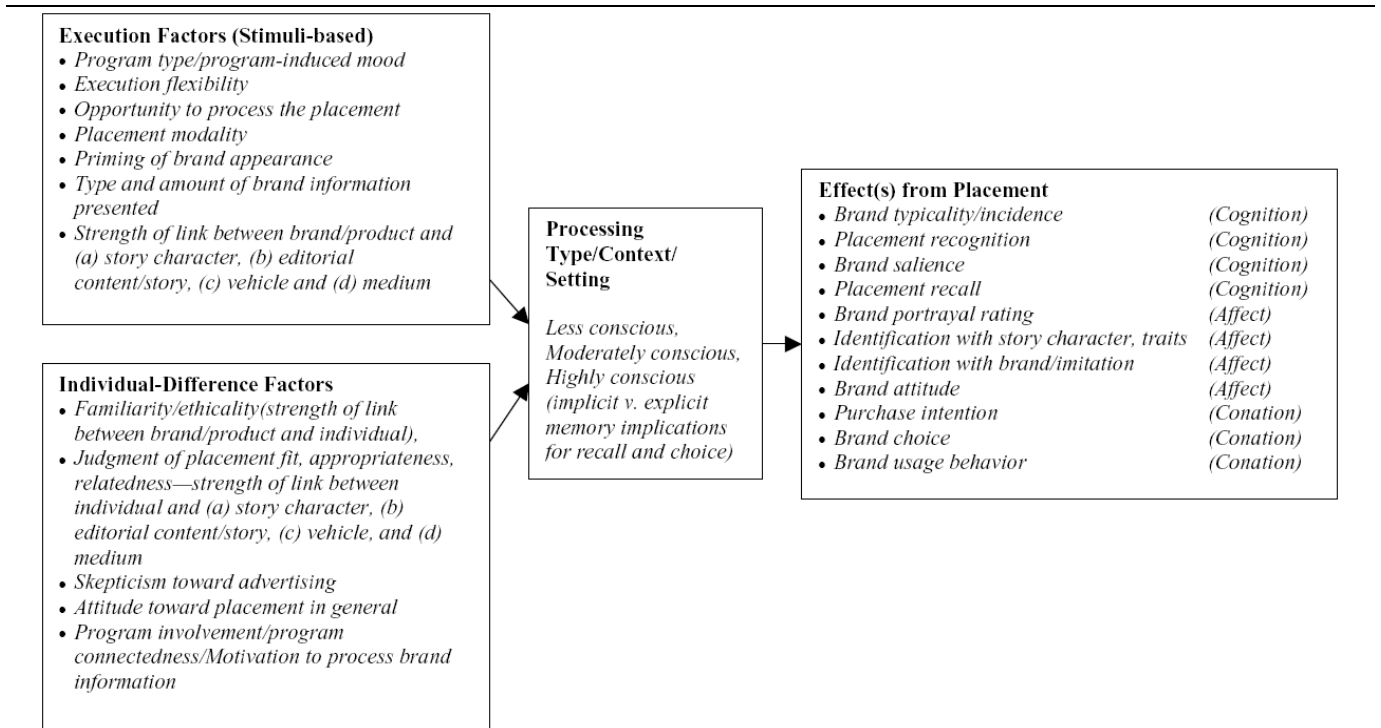 Execution Factors (Stimuli-based)
• Program type/program-induced mood
• Execution flexibility
• Opportunity to process the placement
• Placement modality
• Priming of brand appearance
• Type and amount of brand information
presented
• Strength of link between brand/product and
(a) story character, (b) editorial
content/story, (c) vehicle and (d) medium
Individual-Difference Factors
• Familiarity/ethicality(strength of link
between brand/product and individual),
• Judgment of placement fit, appropriateness,
relatedness—strength of link between
individual and (a) story character, (b)
editorial content/story, (c) vehicle, and (d)
medium
• Skepticism toward advertising
• Attitude toward placement in general
• Program involvement/program
connectedness/Motivation to process brand
information
Processing
Type/Context/
Setting
Less conscious,
Moderately conscious,
Highly conscious
(implicit v. explicit
memory implications
for recall and choice)
Effect(s) from Placement
• Brand typicality/incidence (Cognition)
• Placement recognition (Cognition)
• Brand salience (Cognition)
• Placement recall (Cognition)
• Brand portrayal rating (Affect)
• Identification with story character, traits (Affect)
• Identification with brand/imitation (Affect)
• Brand attitude (Affect)
• Purchase intention (Conation)
• Brand choice (Conation)
• Brand usage behavior (Conation)